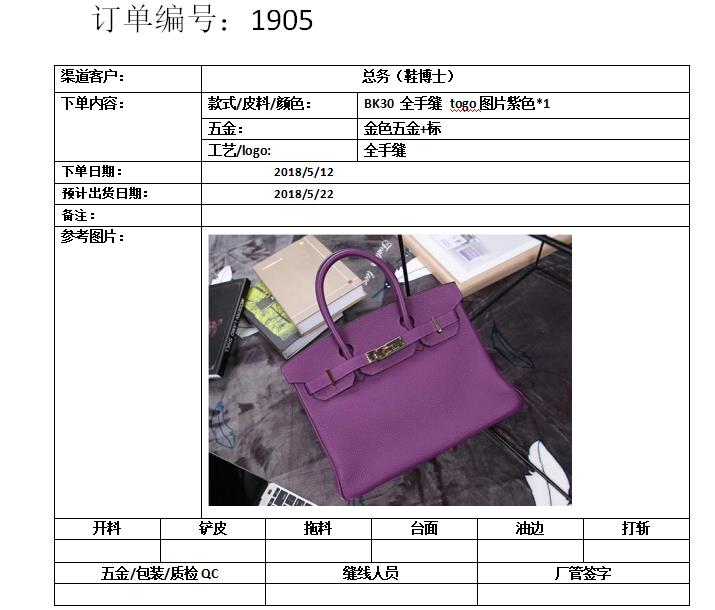 订单编号：1905
渠道客户： 总务（鞋博士）
下单内容： 款式/皮料/颜色： BK30 全手缝 togo图片紫色*1
五金： 金色五金+标
工艺/logo: 全手缝
下单日期： 2018/5/12
预计出货日期： 2018/5/22
备注：
参考图片：
开料 铲皮 拖料 台面 油边 打斩
五金/包装/质检 QC 缝线人员 厂管签字